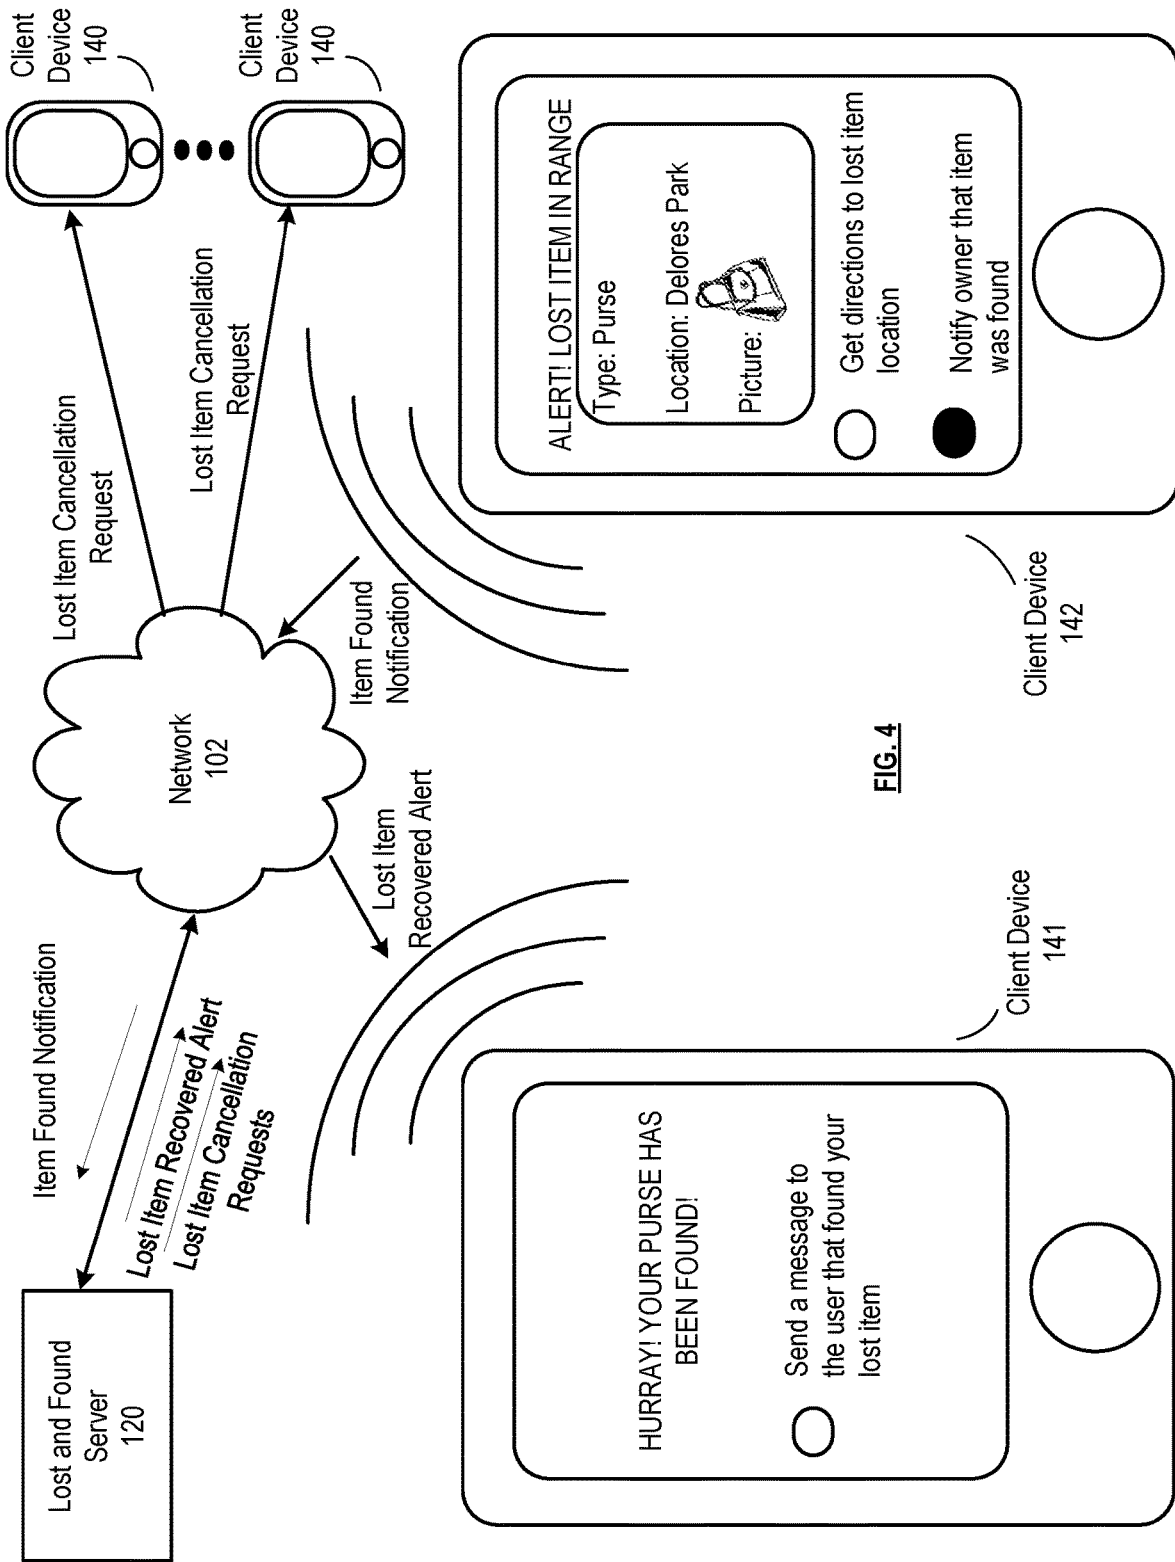 Lost and Found
Server
120
Item Found Notification
Lost Item Recovered Alert
Lost Item Cancellation
Requests
Network
102
Lost Item Cancellation
Request
Lost Item Cancellation
Request
Client
Device
140
Client
Device
140
Lost Item
Recovered Alert
Item Found
Notification
HURRAY! YOUR PURSE HAS
BEEN FOUND!
Send a message to
the user that found your
lost item
Client Device
141
ALERT! LOST ITEM IN RANGE
Type: Purse
Location: Delores Park
Picture:
Get directions to lost item
location
Notify owner that item
was found
Client Device
142
FIG. 4